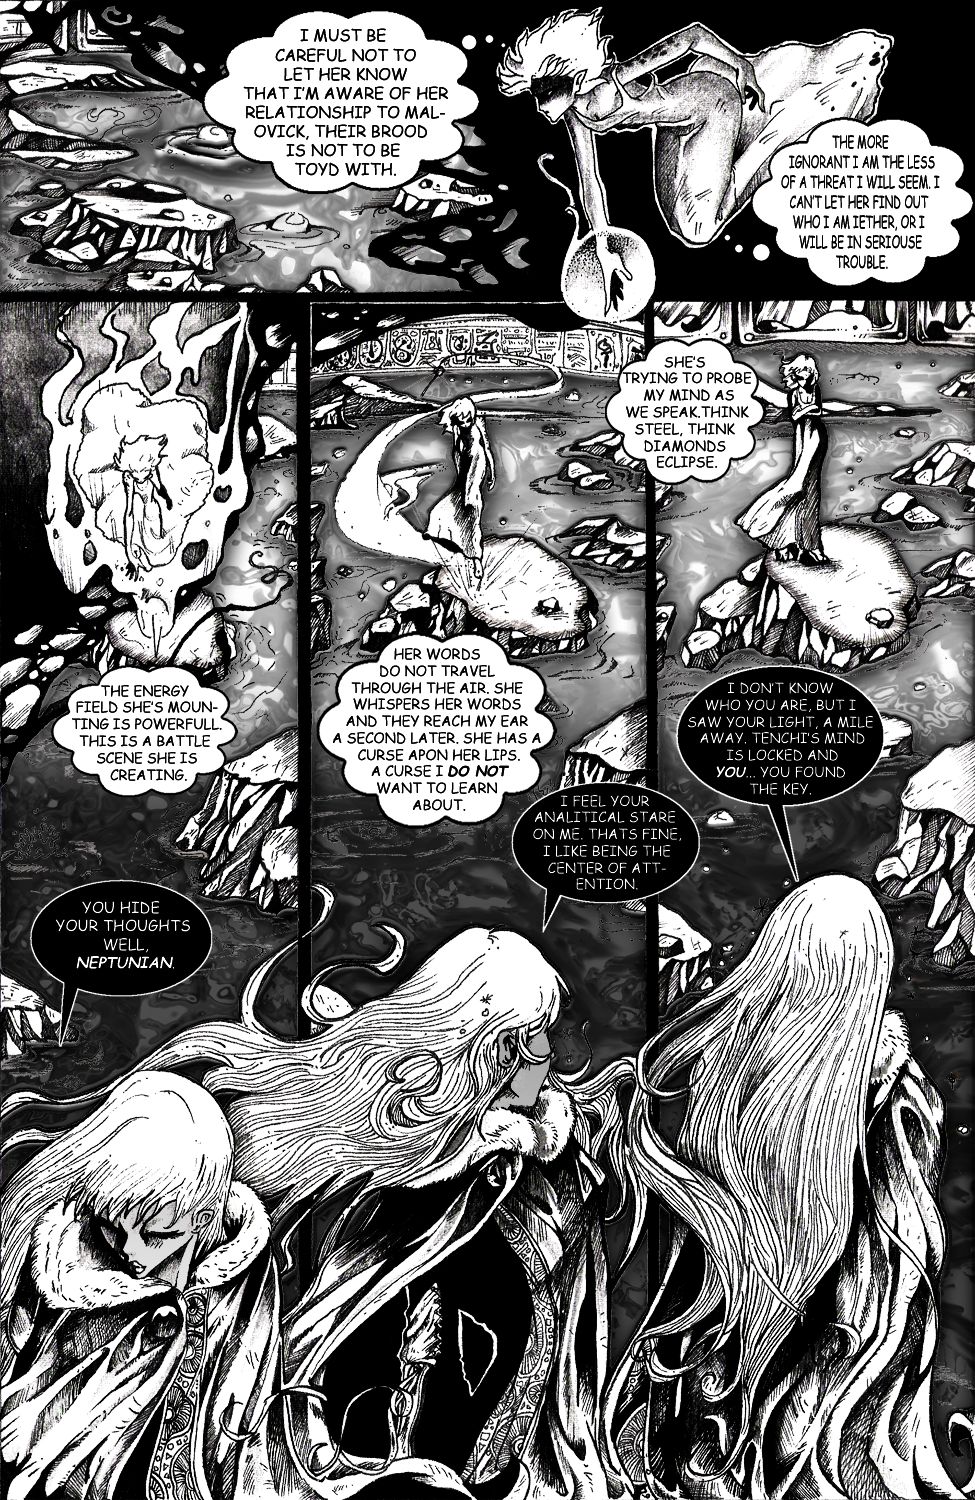 I MUST BE
CAREFUL NOT TO
LET HER KNOW
THAT I'M AWARE OF HER
RELATIONSHIP TO MAL-
OVICK, THEIR BROOD
IS NOT TO BE
TOYD WITH.
THE MORE
IGNORANT I AM THE LESS
OF A THREAT I WILL SEEM. I
CAN'T LET HER FIND OUT
WHO I AM IETHER, OR I
WILL BE IN SERIOUSE
TROUBLE.
THE ENERGY
FIELD SHE'S MOUN-
TING IS POWERFULL.
THIS IS A BATTLE
SCENE SHE IS
CREATING.
YOU HIDE
YOUR THOUGHTS
WELL,
NEPTUNIAN.
HER WORDS
DO NOT TRAVEL
THROUGH THE AIR. SHE
WHISPERS HER WORDS
AND THEY REACH MY EAR
A SECOND LATER. SHE HAS A
CURSE APON HER LIPS.
A CURSE I DO NOT
WANT TO LEARN
ABOUT.
I FEEL YOUR
ANALITICAL STARE
ON ME. THATS FINE,
I LIKE BEING THE
CENTER OF ATT-
ENTION.
SHE'S
TRYING TO PROBE
MY MIND AS
WE SPEAK.THINK
STEEL, THINK
DIAMONDS
ECLIPSE.
I DON'T KNOW
WHO YOU ARE, BUT I
SAW YOUR LIGHT, A MILE
AWAY. TENCHI'S MIND
IS LOCKED AND
YOU... YOU FOUND
THE KEY.